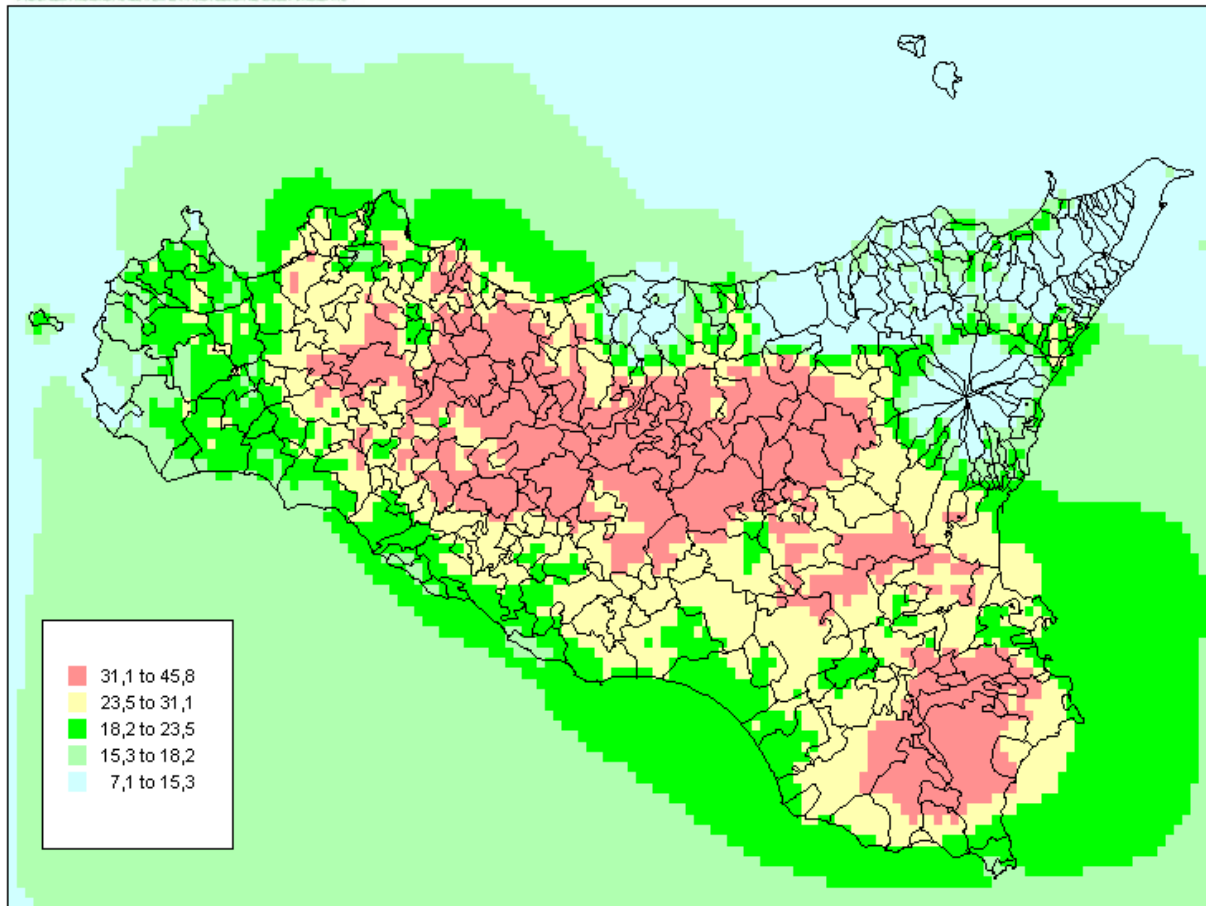 31,1 to 45,8
23,5 to 31,1
18,2 to 23,5
15,3 to 18,2
7,1 to 15,3